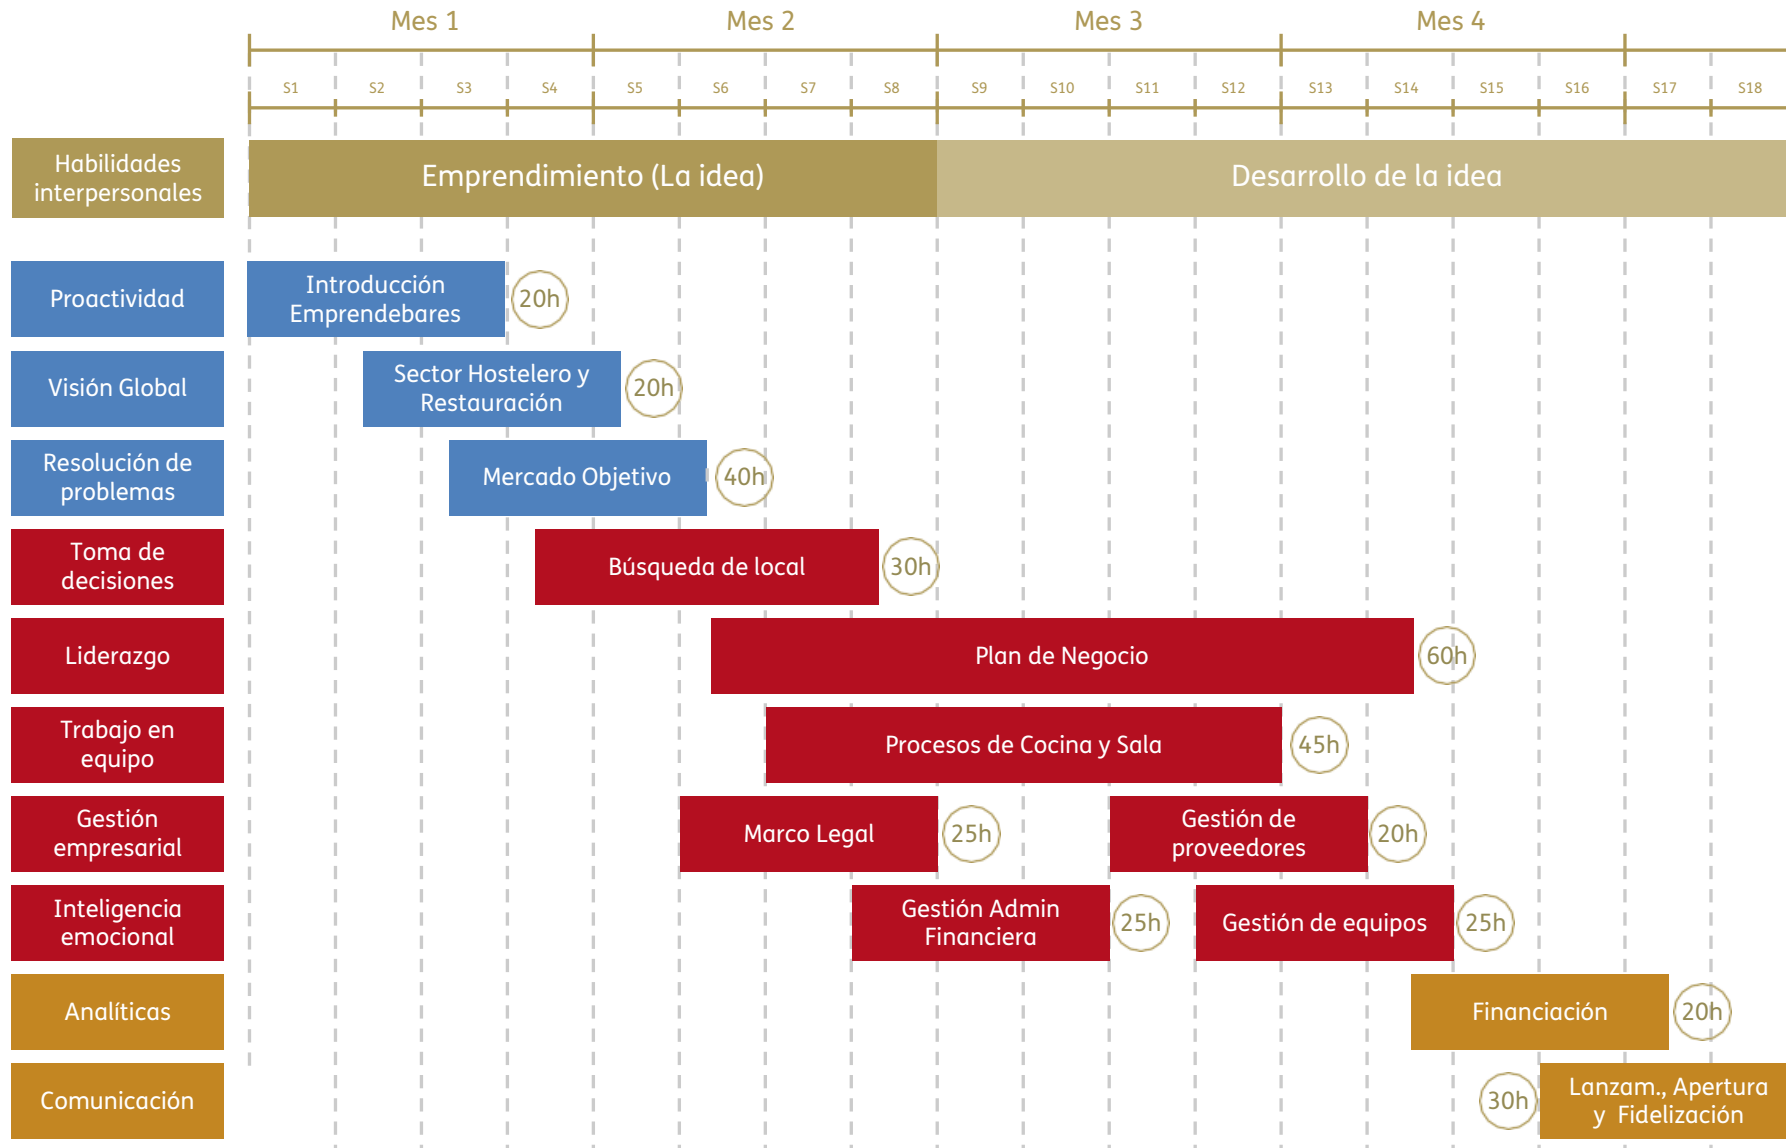 Mes 1
Mes 2
Mes 3
Mes 4
S1
S2
S3
S4
S5
S6
S7
S8
S9
S10
S11
S12
S13
S14
S15
S16
S17
S18
Habilidades
interpersonales
Emprendimiento (La idea)
Desarrollo de la idea
Proactividad
Introducción
Emprendebares
20h
Visión Global
Sector Hostelero y
Restauración
20h
Resolución de
problemas
Mercado Objetivo
40h
Toma de
decisiones
Búsqueda de local
30h
Liderazgo
Plan de Negocio
60h
Trabajo en
equipo
Procesos de Cocina y Sala
45h
Gestión
empresarial
Marco Legal
25h
Gestión de
proveedores
20h
Inteligencia
emocional
Gestión Admin
Financiera
25h
Gestión de equipos
25h
Analíticas
Financiación
20h
Comunicación
30h
Lanzam., Apertura
y Fidelización